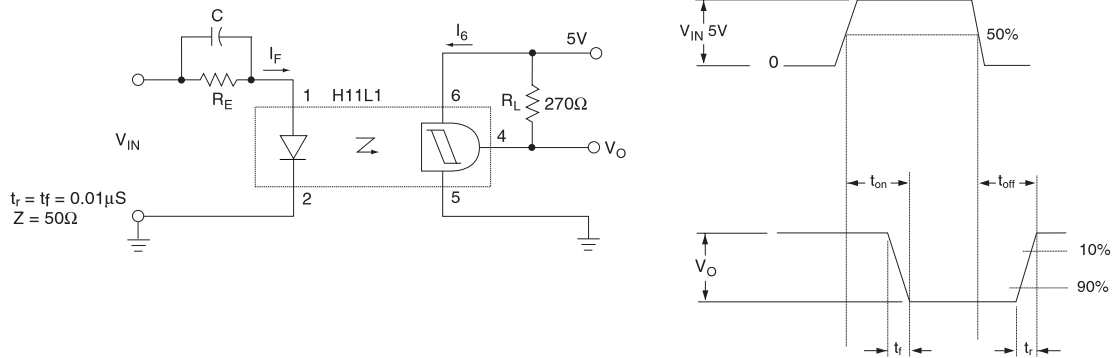 C
I_F
R_E
V_IN
t_r = t_f = 0.01µS
Z = 50Ω
1
H11L1
2
I_6
5V
6
R_L 270Ω
4
V_O
5
V_IN 5V
50%
0
t_on
t_off
V_O
10%
90%
t_f
t_r